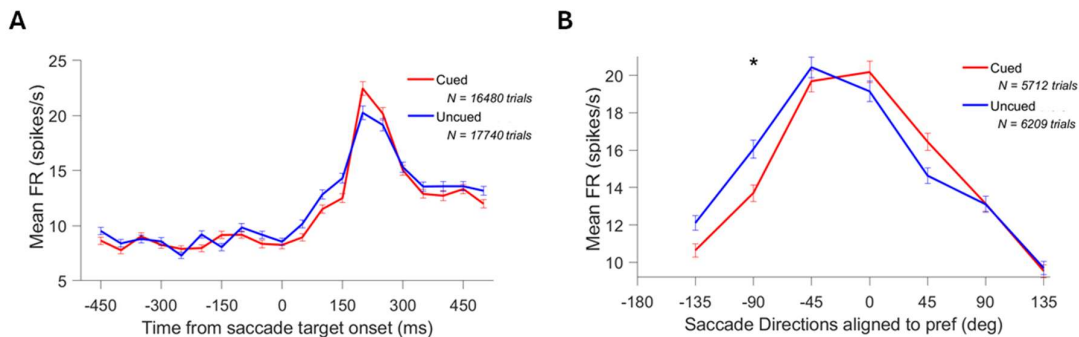 A
B
25
20
15
10
5
Mean FR (spikes/s)
Cued
N = 16480 trials
Uncued
N = 17740 trials
-450
-300
-150
0
150
300
450
Time from saccade target onset (ms)
20
18
16
14
12
10
Mean FR (spikes/s)
*
Cued
N = 5712 trials
Uncued
N = 6209 trials
-180
-135
-90
-45
0
45
90
135
Saccade Directions aligned to pref (deg)